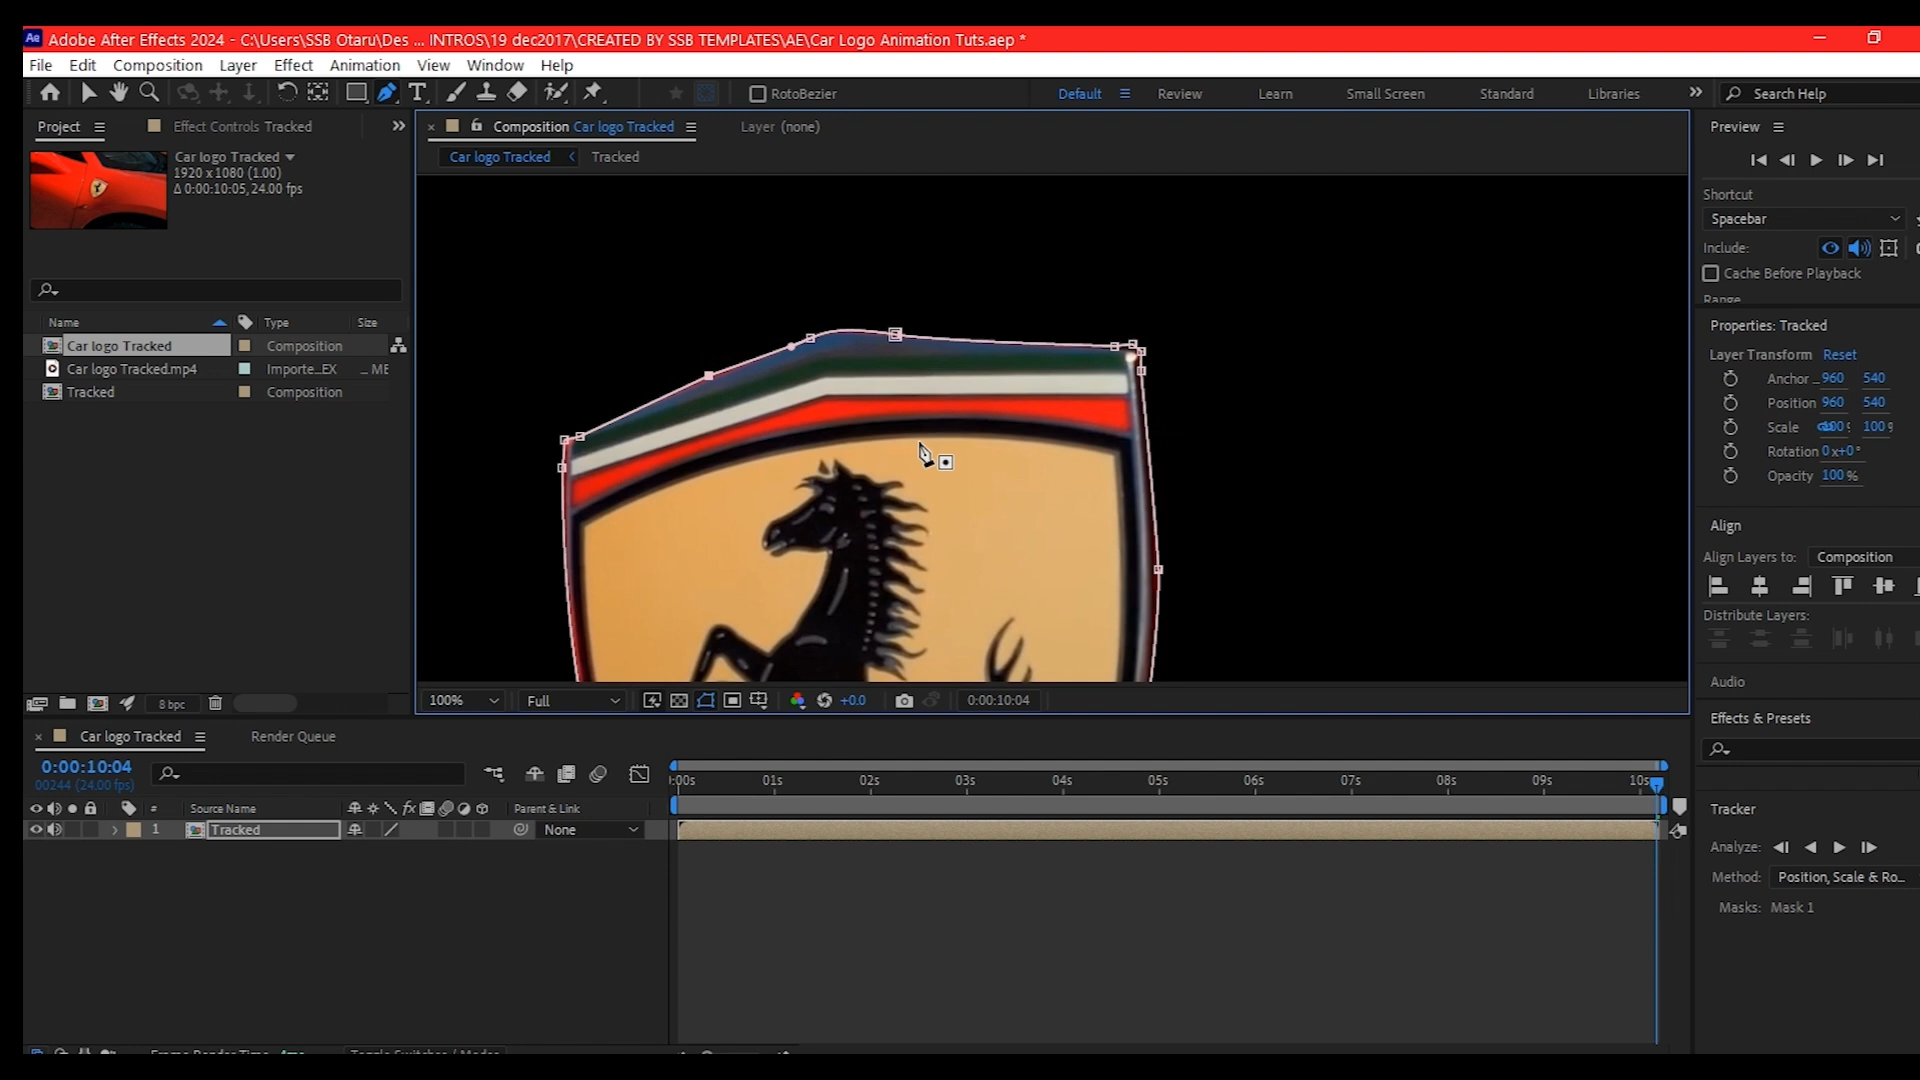 Ae Adobe After Effects 2024 - C:\Users\SSB Otaru\Des ... INTROS\19 dec2017\CREATED BY SSB TEMPLATES\AE\Car Logo Animation Tuts.aep *
File Edit Composition Layer Effect Animation View Window Help
RotoBezier Default Review Learn Small Screen Standard Libraries Search Help
Project Effect Controls Tracked
Composition Car logo Tracked Layer (none)
Car logo Tracked Tracked
Car logo Tracked
1920 x 1080 (1.00)
Δ 0:00:10:05, 24.00 fps
Name Type Size
Car logo Tracked Composition
Car logo Tracked.mp4 Importe...EX ... ME
Tracked Composition
8 bpc
100% Full +0.0 0:00:10:04
Preview
Shortcut
Spacebar
Include:
Cache Before Playback
Range
Properties: Tracked
Layer Transform Reset
Anchor ... 960 540
Position 960 540
Scale 100%
Rotation 0x+0°
Opacity 100 %
Align
Align Layers to: Composition
Distribute Layers:
Audio
Effects & Presets
Tracker
Analyze:
Method: Position, Scale & Ro...
Masks: Mask 1
Car logo Tracked Render Queue
0:00:10:04
00244 (24.00 fps)
:00s 01s 02s 03s 04s 05s 06s 07s 08s 09s 10s
# Source Name fx Parent & Link
1 Tracked None
Frame Render Time 4ms Toggle Switches / Modes